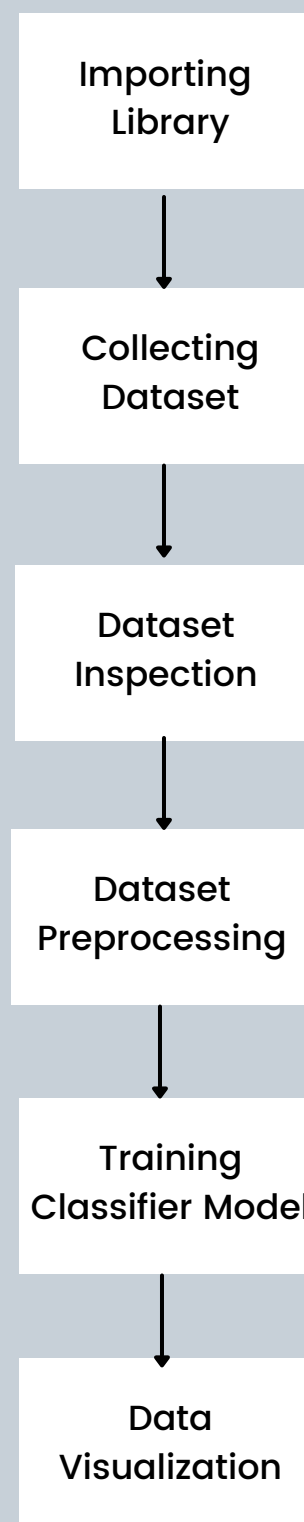 Importing
Library
Collecting
Dataset
Dataset
Inspection
Dataset
Preprocessing
Training
Classifier Model
Data
Visualization